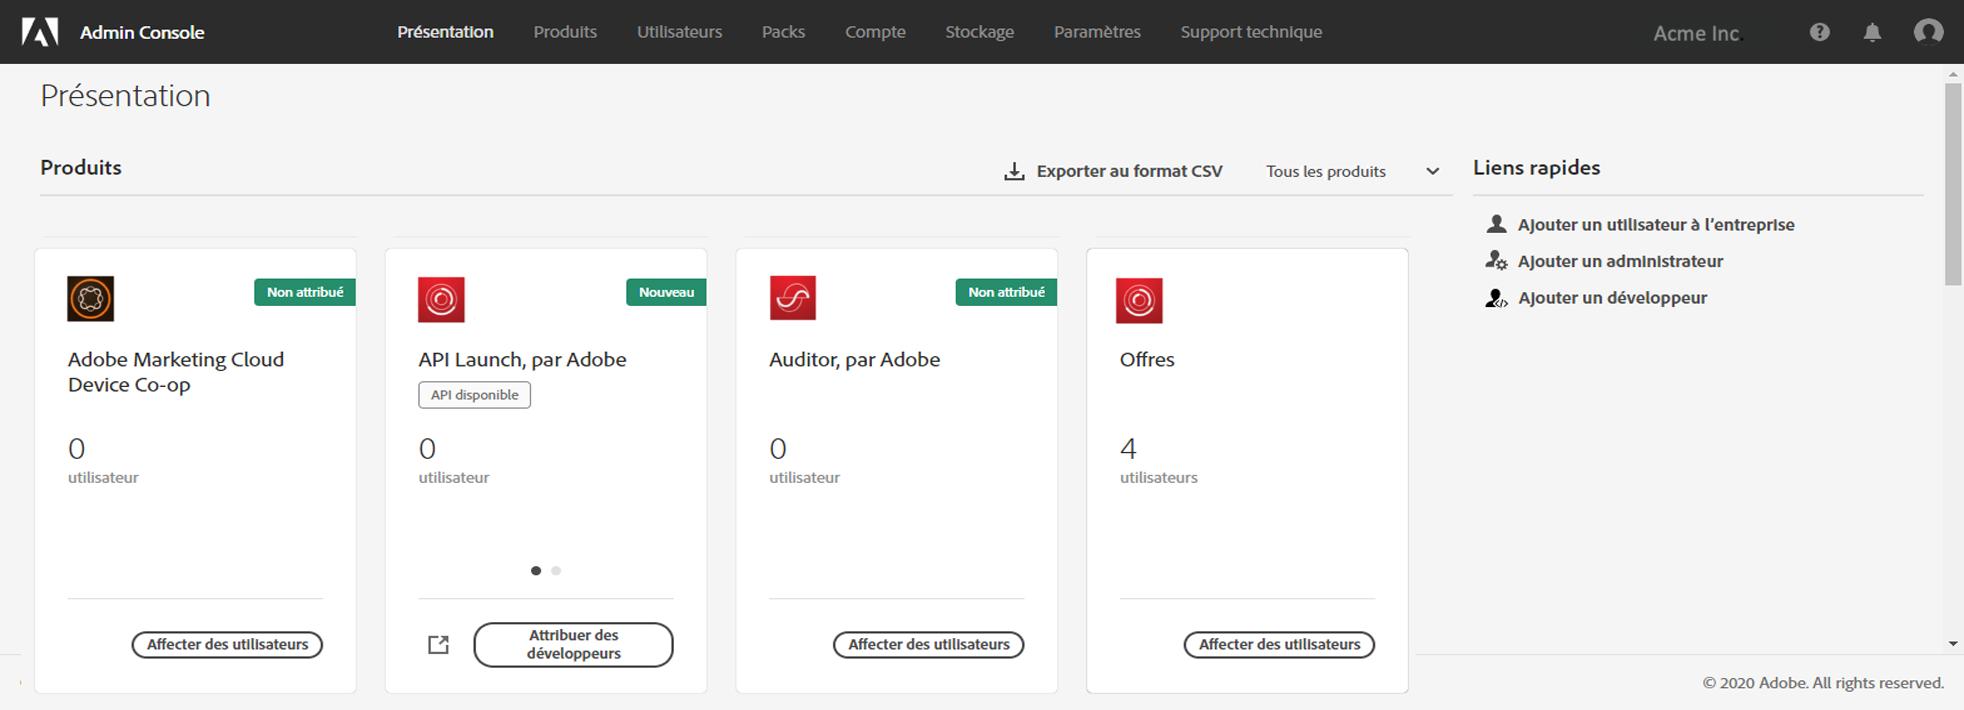 Admin Console
Présentation
Produits
Utilisateurs
Packs
Compte
Stockage
Paramètres
Support technique
Acme Inc.
Présentation
Produits
Exporter au format CSV
Tous les produits
Liens rapides
Ajouter un utilisateur à l’entreprise
Ajouter un administrateur
Ajouter un développeur
Non attribué
Adobe Marketing Cloud
Device Co-op
0
utilisateur
Affecter des utilisateurs
Nouveau
API Launch, par Adobe
API disponible
0
utilisateur
Attribuer des
développeurs
Non attribué
Auditor, par Adobe
0
utilisateur
Affecter des utilisateurs
Offres
4
utilisateurs
Affecter des utilisateurs
© 2020 Adobe. All rights reserved.